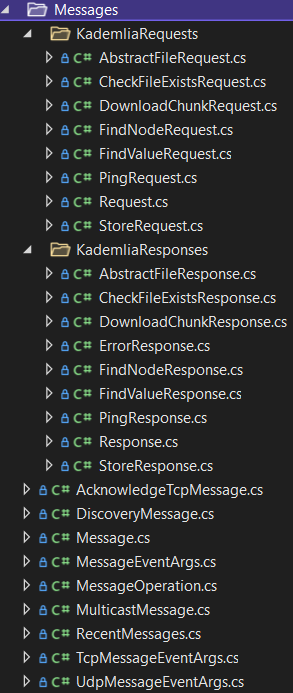 Messages
KademliaRequests
C# AbstractFileRequest.cs
C# CheckFileExistsRequest.cs
C# DownloadChunkRequest.cs
C# FindNodeRequest.cs
C# FindValueRequest.cs
C# PingRequest.cs
C# Request.cs
C# StoreRequest.cs
KademliaResponses
C# AbstractFileResponse.cs
C# CheckFileExistsResponse.cs
C# DownloadChunkResponse.cs
C# ErrorResponse.cs
C# FindNodeResponse.cs
C# FindValueResponse.cs
C# PingResponse.cs
C# Response.cs
C# StoreResponse.cs
C# AcknowledgeTcpMessage.cs
C# DiscoveryMessage.cs
C# Message.cs
C# MessageEventArgs.cs
C# MessageOperation.cs
C# MulticastMessage.cs
C# RecentMessages.cs
C# TcpMessageEventArgs.cs
C# UdpMessageEventArgs.cs